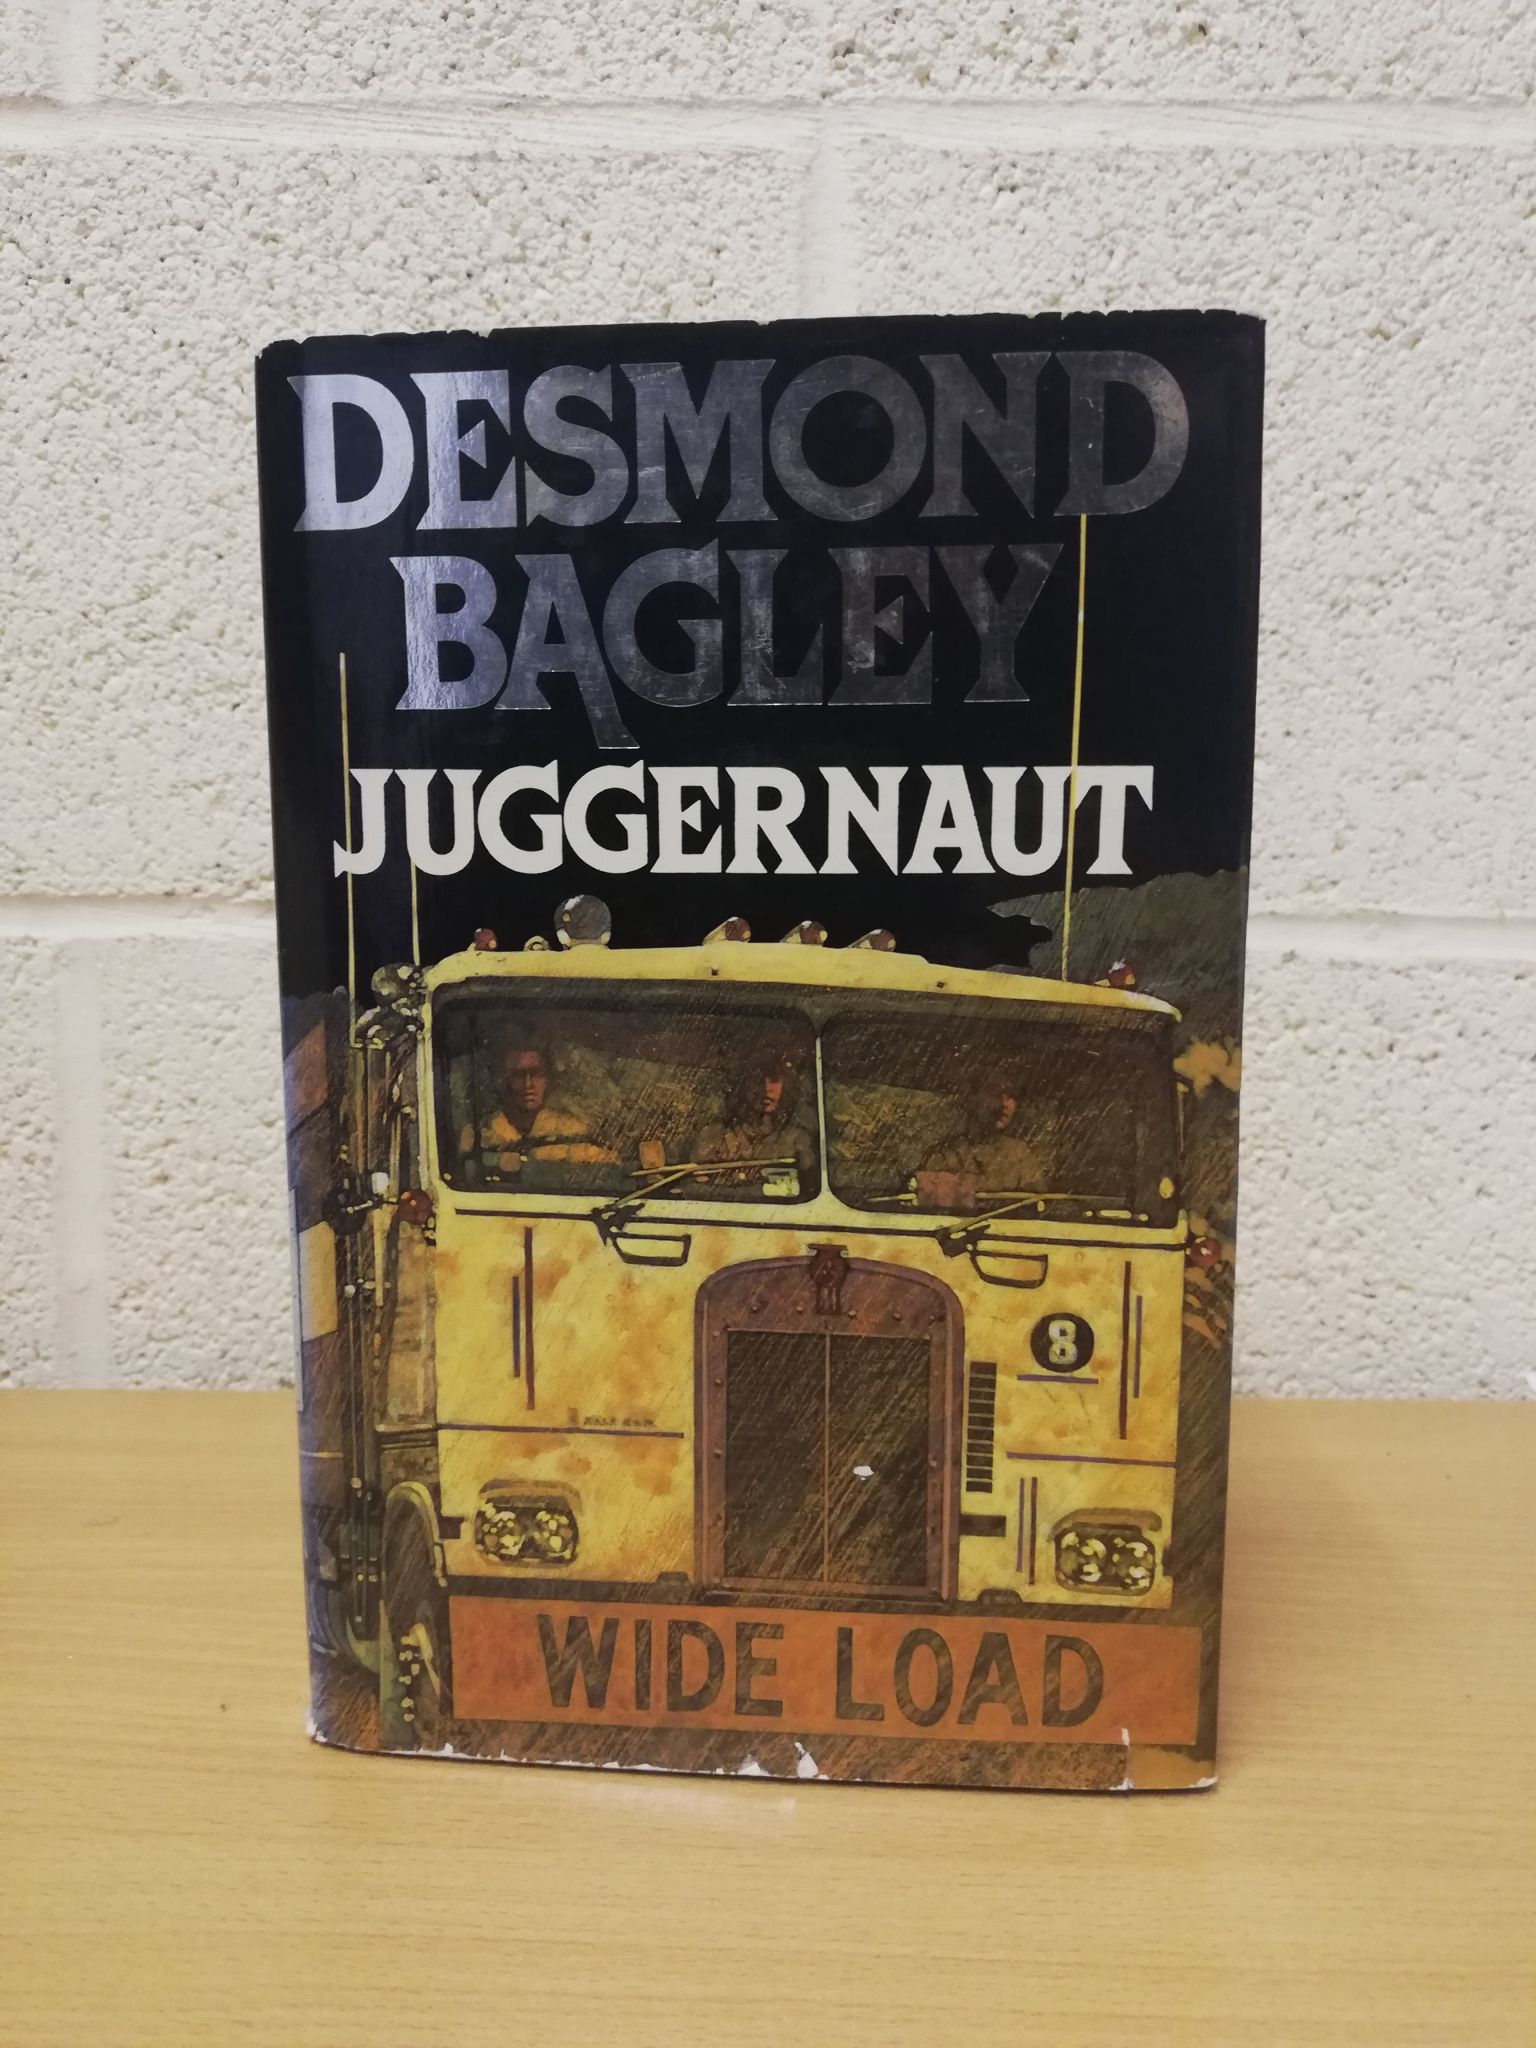 DESMOND
BAGLEY
JUGGERNAUT
8
WIDE LOAD